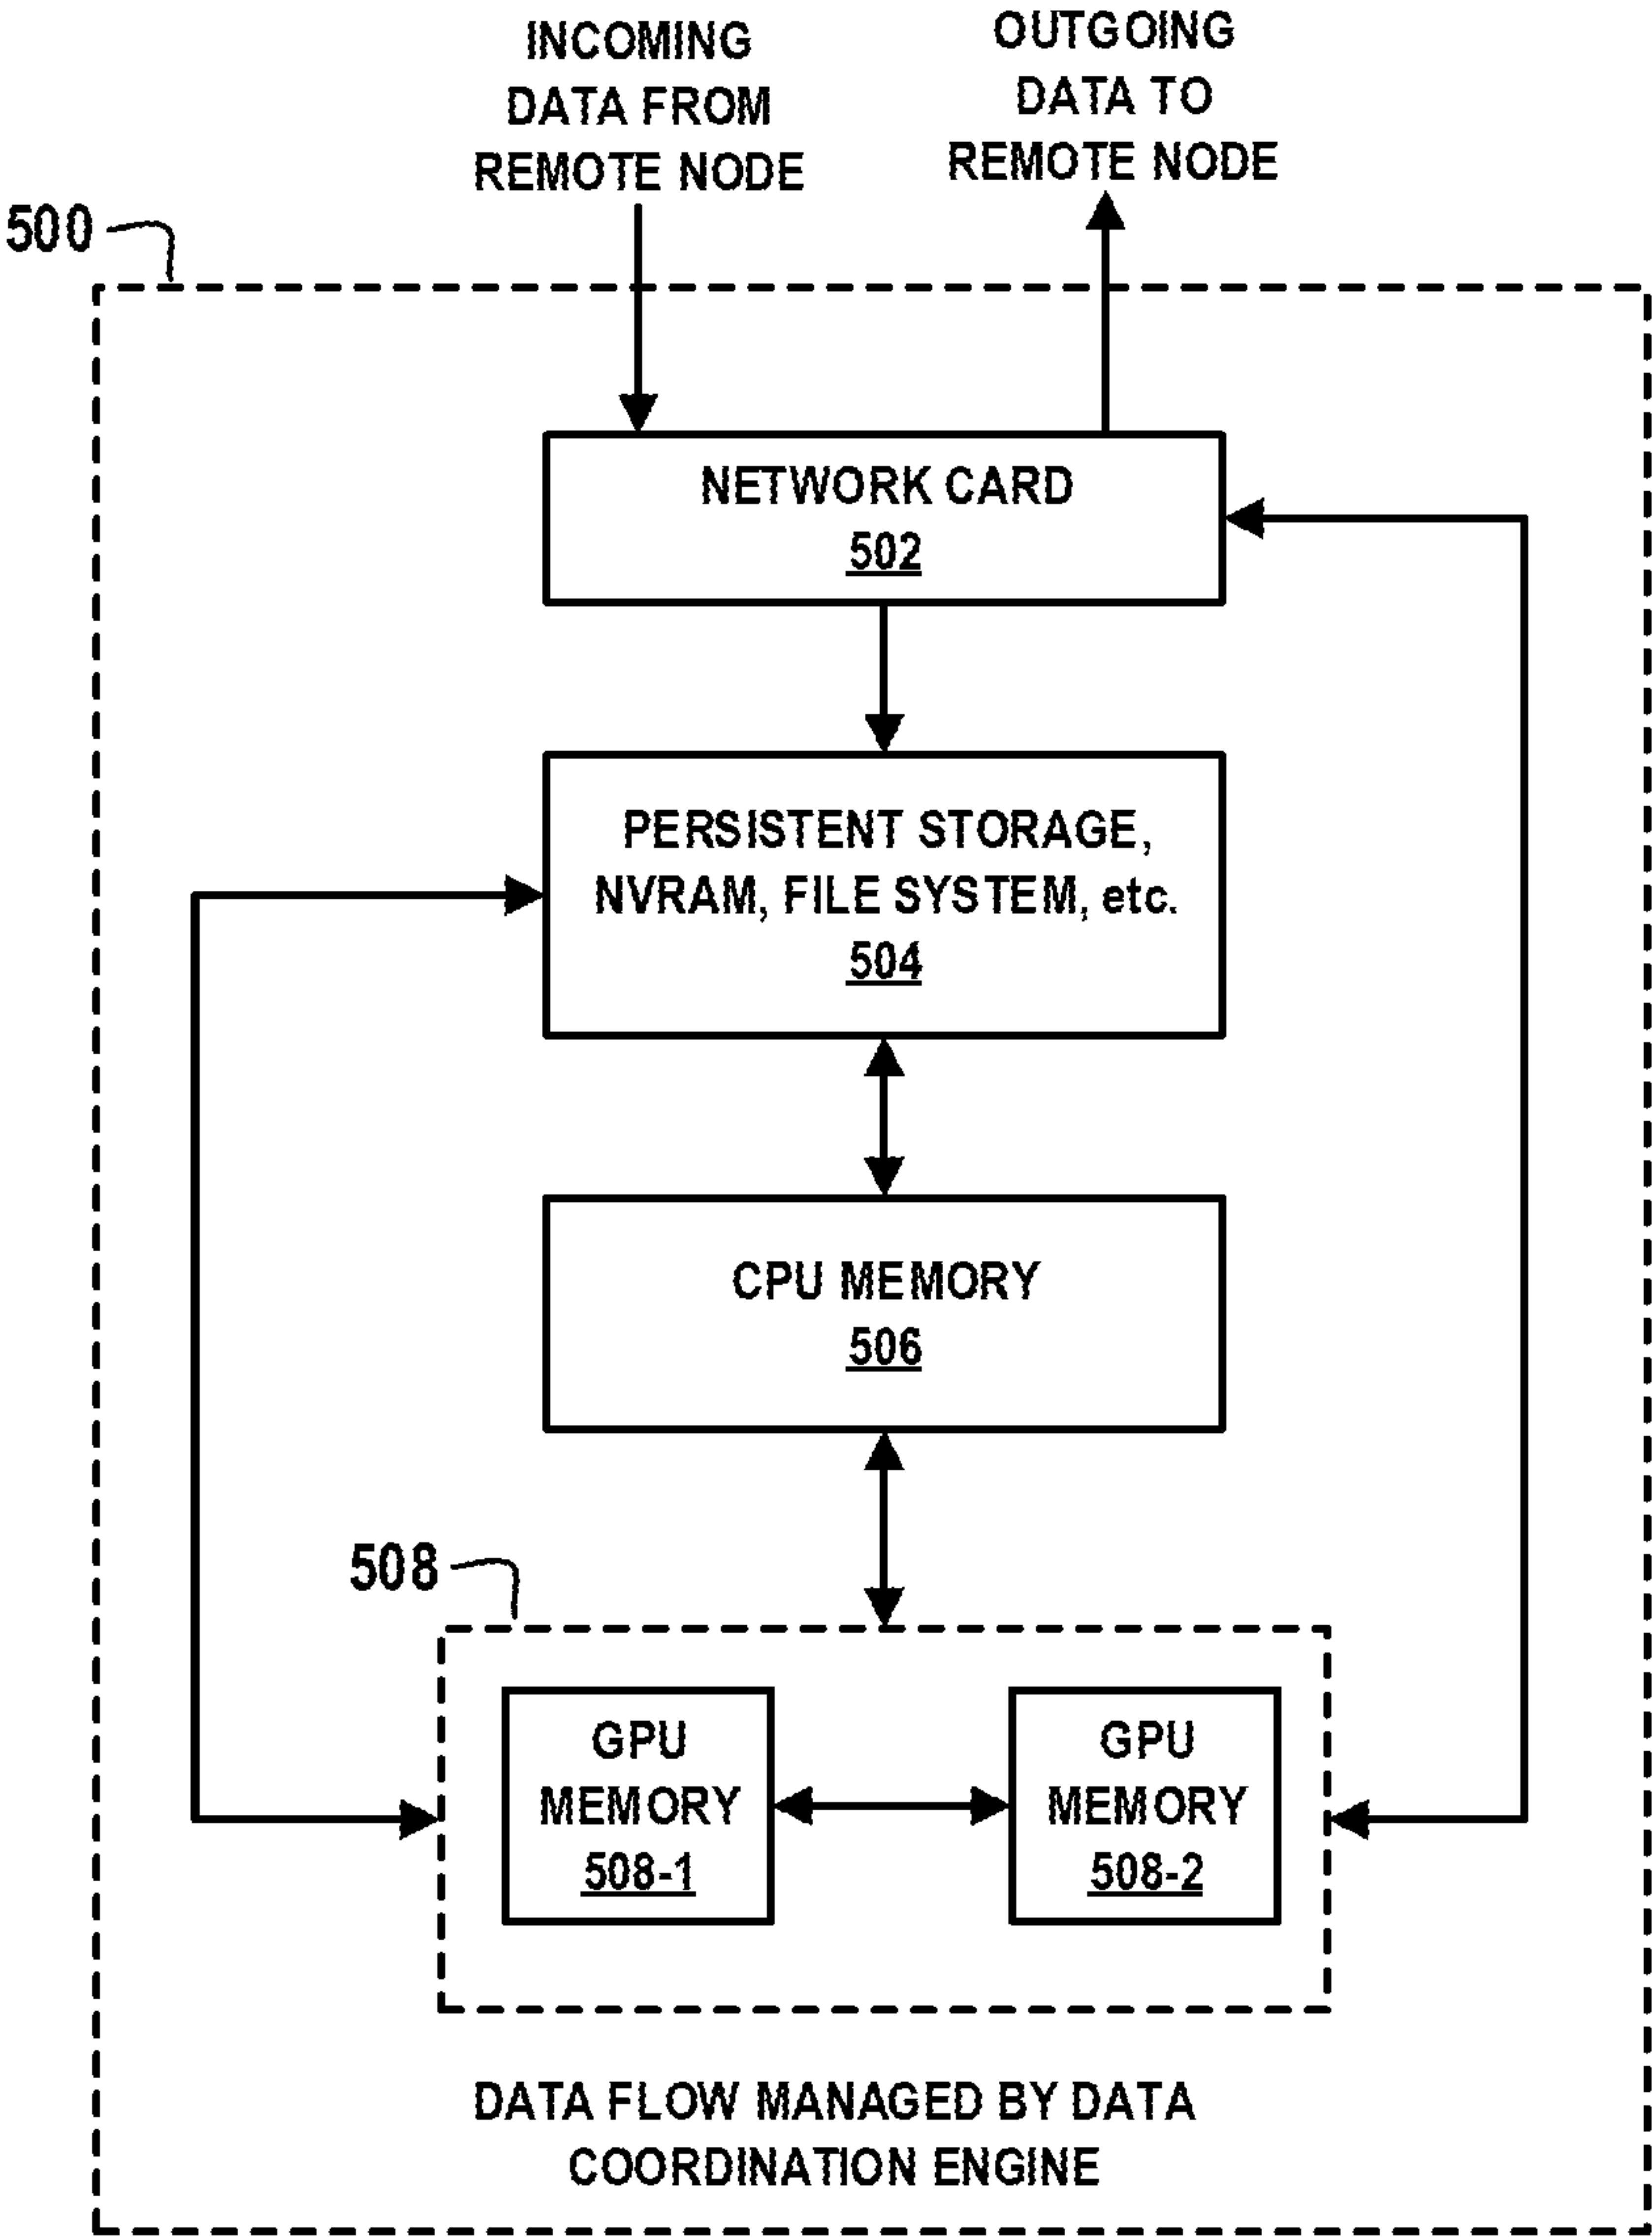 INCOMING
DATA FROM
REMOTE NODE
OUTGOING
DATA TO
REMOTE NODE
500
NETWORK CARD
502
PERSISTENT STORAGE,
NVRAM, FILE SYSTEM, etc.
504
CPU MEMORY
506
508
GPU
MEMORY
508-1
GPU
MEMORY
508-2
DATA FLOW MANAGED BY DATA
COORDINATION ENGINE